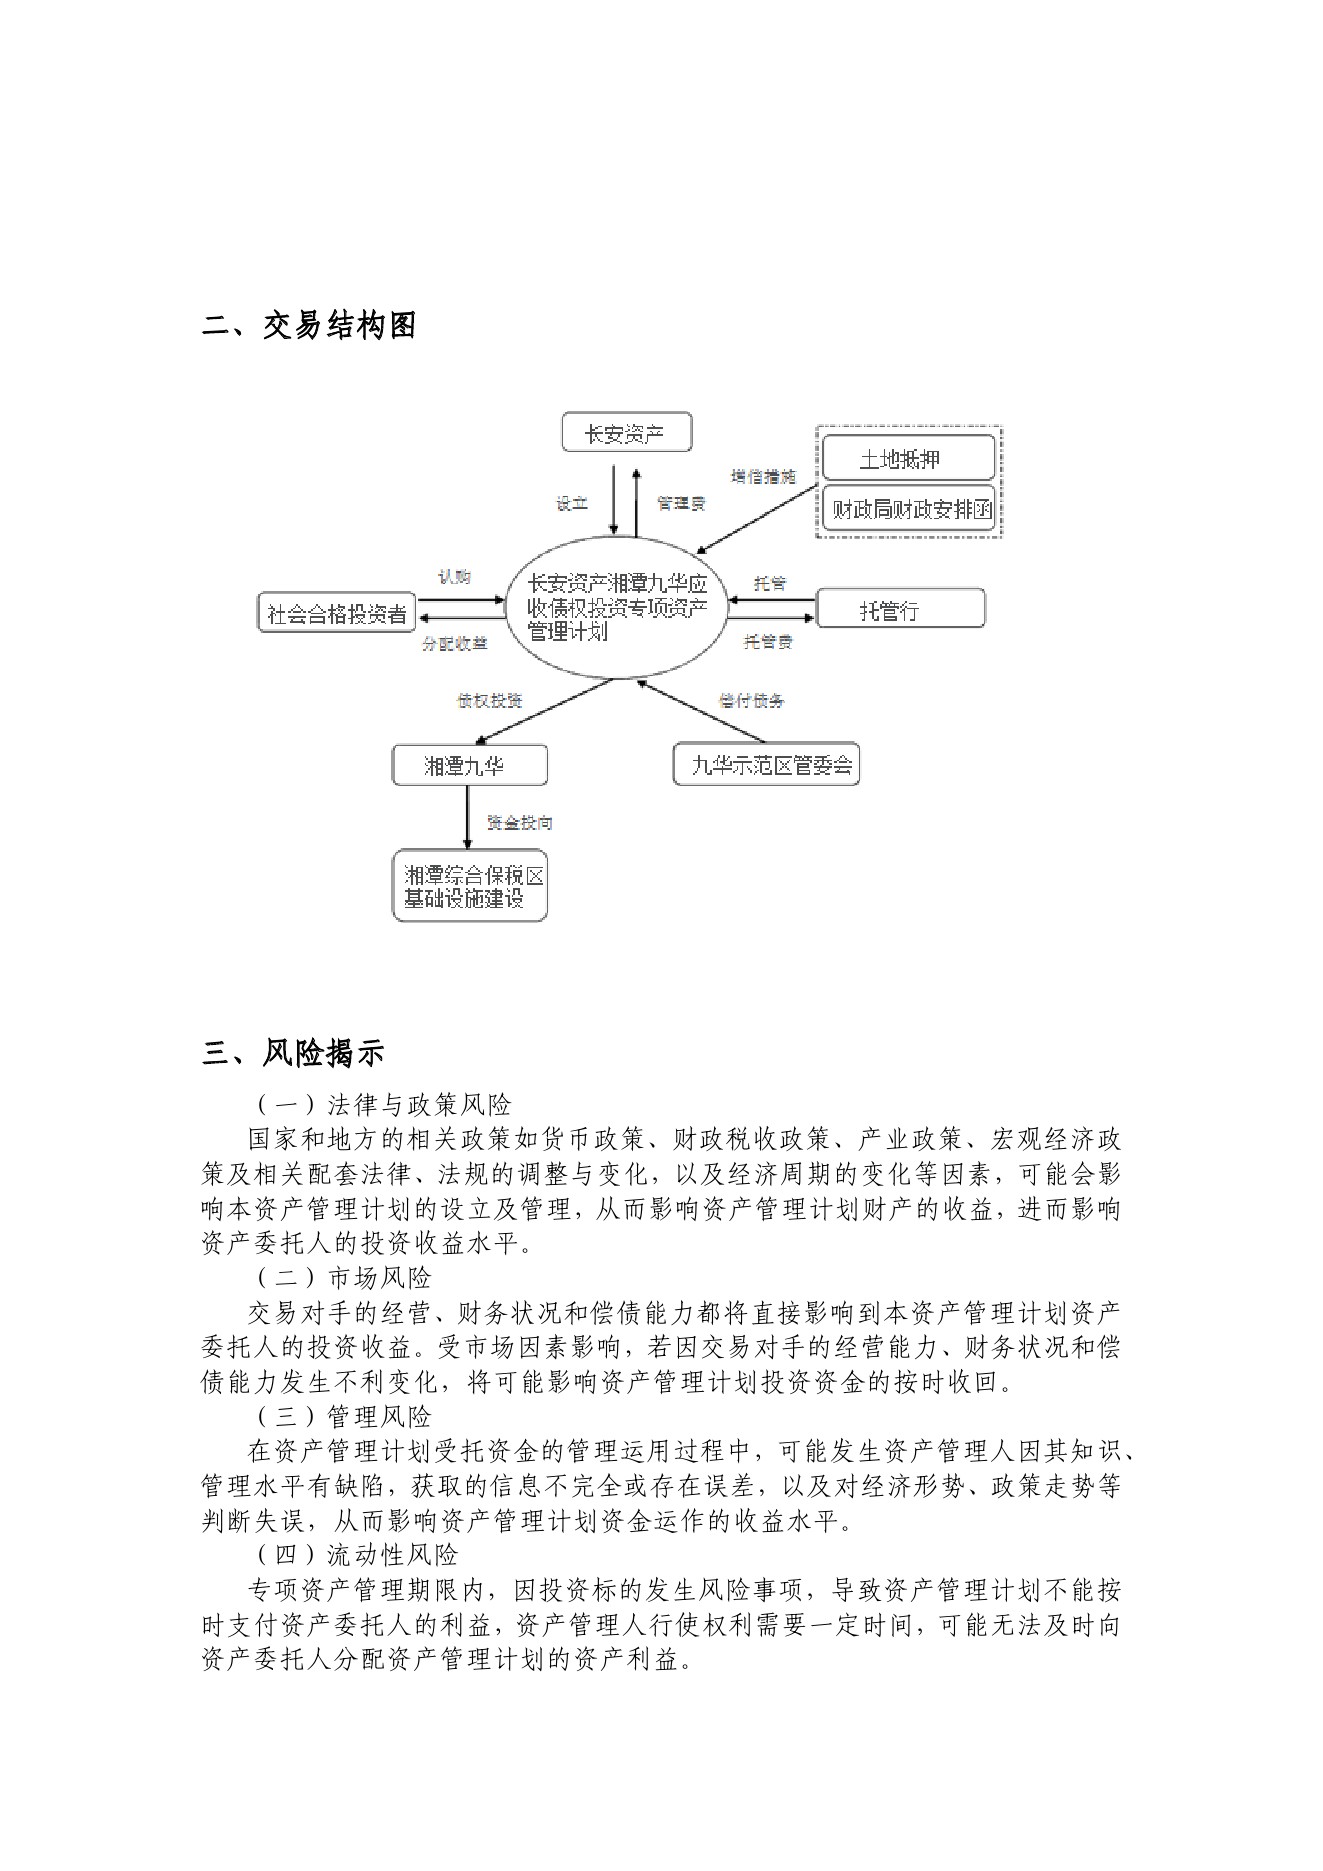 二、交易结构图
长安资产
土地抵押
增信措施
设立
管理费
财政局财政安排函
认购
长安资产湘潭九华应
收债权投资专项资产
管理计划
托管
社会合格投资者
托管行
分配收益
托管费
债权投资
偿付债务
湘潭九华
九华示范区管委会
资金投向
湘潭综合保税区
基础设施建设
三、风险揭示
（一）法律与政策风险
国家和地方的相关政策如货币政策、财政税收政策、产业政策、宏观经济政
策及相关配套法律、法规的调整与变化，以及经济周期的变化等因素，可能会影
响本资产管理计划的设立及管理，从而影响资产管理计划财产的收益，进而影响
资产委托人的投资收益水平。
（二）市场风险
交易对手的经营、财务状况和偿债能力都将直接影响到本资产管理计划资产
委托人的投资收益。受市场因素影响，若因交易对手的经营能力、财务状况和偿
债能力发生不利变化，将可能影响资产管理计划投资资金的按时收回。
（三）管理风险
在资产管理计划受托资金的管理运用过程中，可能发生资产管理人因其知识、
管理水平有缺陷，获取的信息不完全或存在误差，以及对经济形势、政策走势等
判断失误，从而影响资产管理计划资金运作的收益水平。
（四）流动性风险
专项资产管理期限内，因投资标的发生风险事项，导致资产管理计划不能按
时支付资产委托人的利益，资产管理人行使权利需要一定时间，可能无法及时向
资产委托人分配资产管理计划的资产利益。